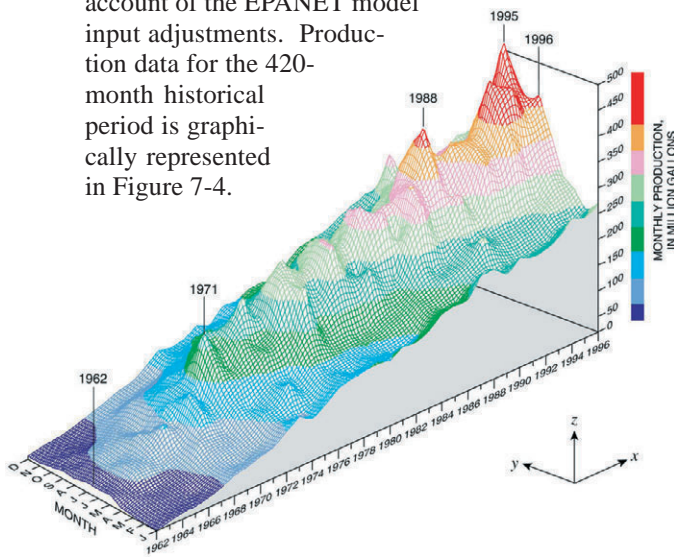 account of the EPANET model
input adjustments. Produc-
tion data for the 420-
month historical
period is graphi-
cally represented
in Figure 7-4.
1995
1996
1988
1971
1962
500
450
400
350
300
250
200
150
100
50
0
MONTHLY PRODUCTION,
IN MILLION GALLONS
D N O S A J J M A M F J
MONTH
1962 1964 1966 1968 1970 1972 1974 1976 1978 1980 1982 1984 1986 1988 1990 1992 1994 1996
z
y
x